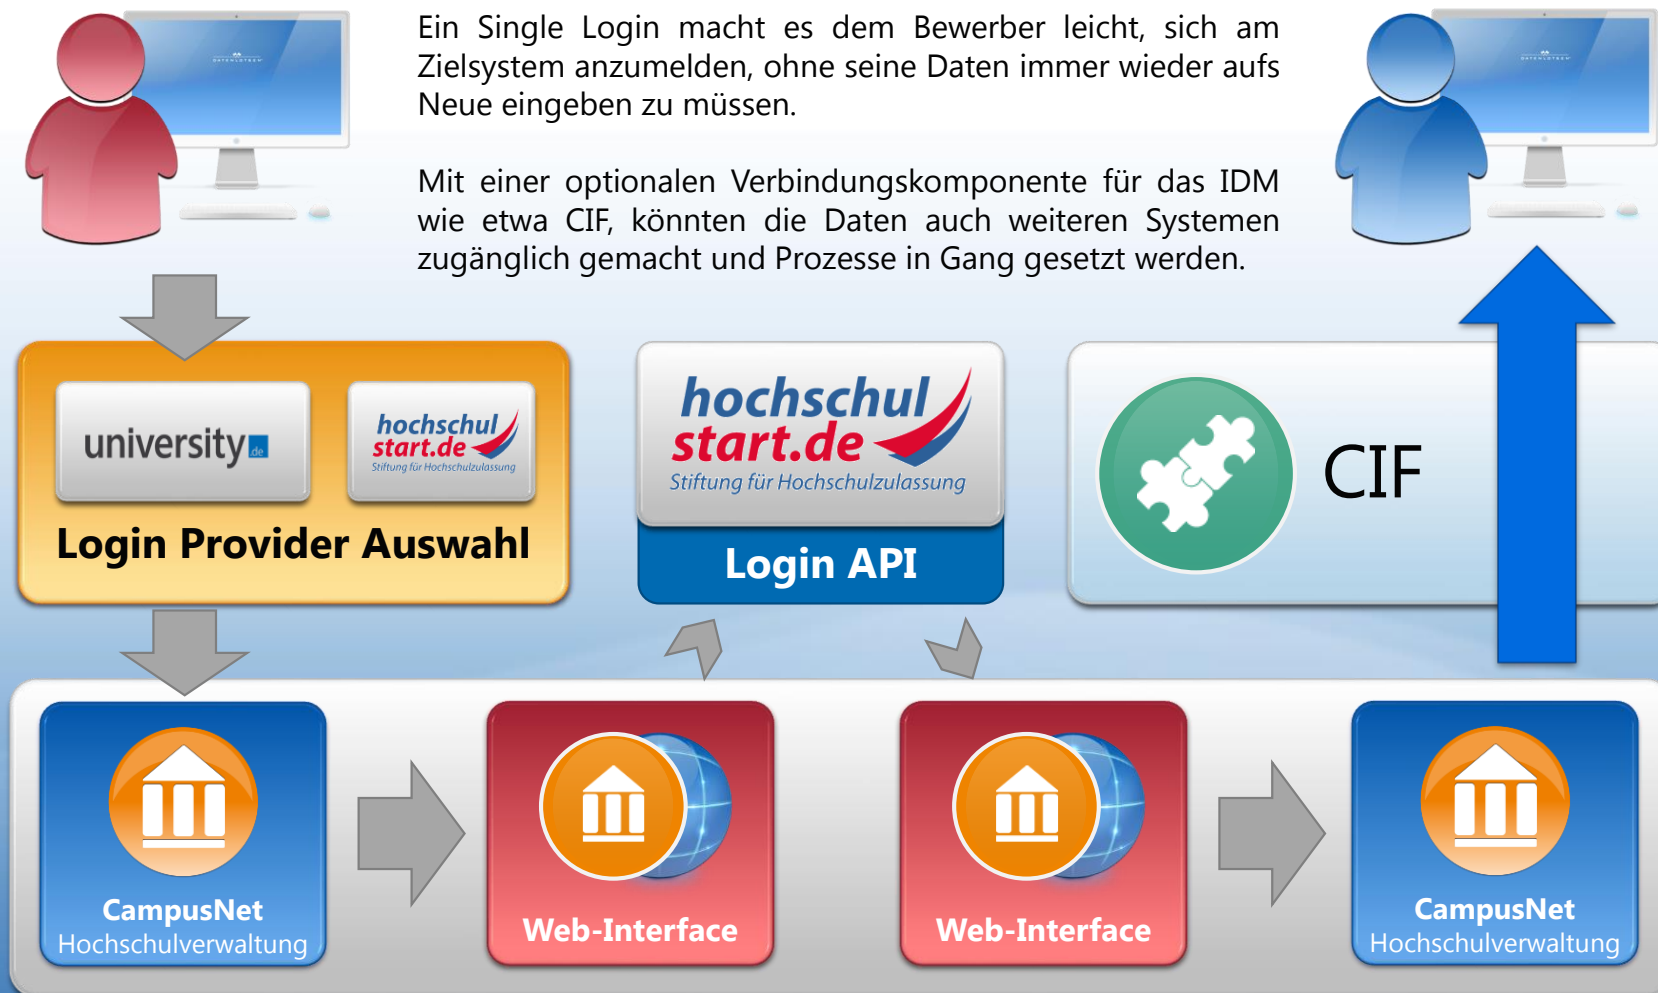 Ein Single Login macht es dem Bewerber leicht, sich am
Zielsystem anzumelden, ohne seine Daten immer wieder aufs
Neue eingeben zu müssen.
Mit einer optionalen Verbindungskomponente für das IDM
wie etwa CIF, könnten die Daten auch weiteren Systemen
zugänglich gemacht und Prozesse in Gang gesetzt werden.
university.de
hochschul
start.de
Stiftung für Hochschulzulassung
Login Provider Auswahl
hochschul
start.de
Stiftung für Hochschulzulassung
Login API
CIF
CampusNet
Hochschulverwaltung
Web-Interface
Web-Interface
CampusNet
Hochschulverwaltung